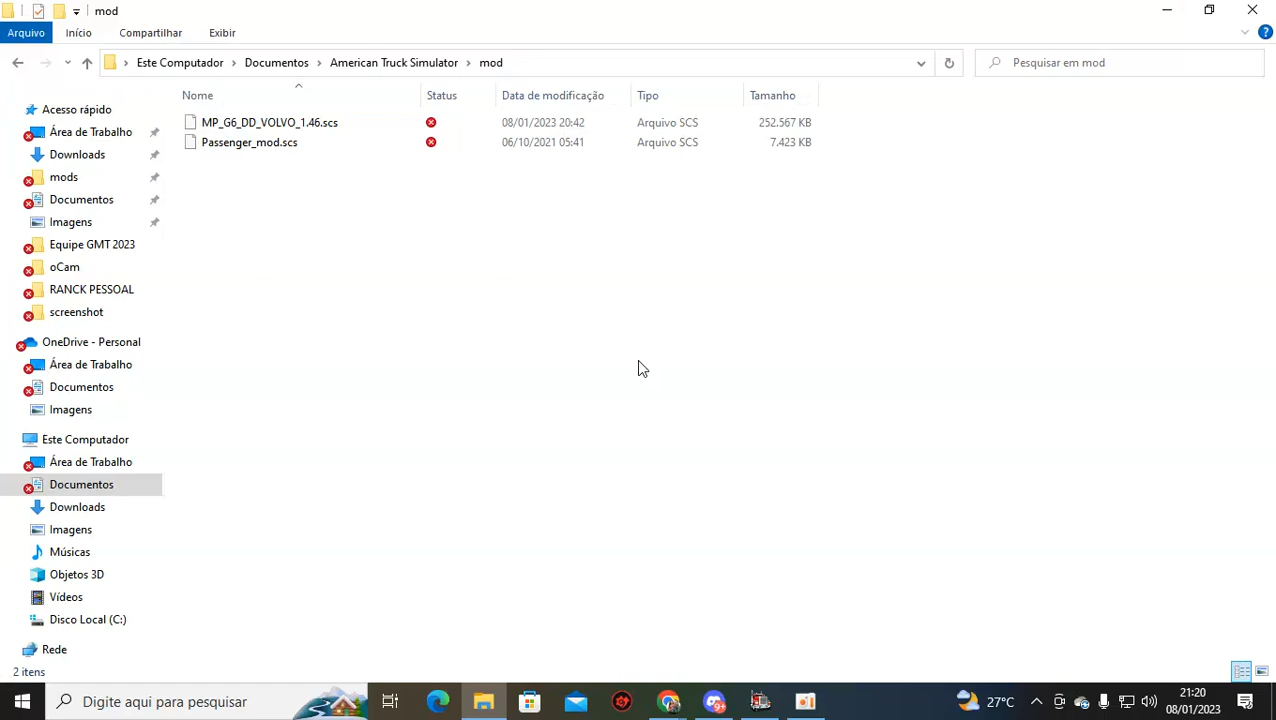 mod
Arquivo Início Compartilhar Exibir
Este Computador Documentos American Truck Simulator mod
Pesquisar em mod
Nome Status Data de modificação Tipo Tamanho
MP_G6_DD_VOLVO_1.46.scs 08/01/2023 20:42 Arquivo SCS 252.567 KB
Passenger_mod.scs 06/10/2021 05:41 Arquivo SCS 7.423 KB
Acesso rápido
Área de Trabalho
Downloads
mods
Documentos
Imagens
Equipe GMT 2023
oCam
RANCK PESSOAL
screenshot
OneDrive - Personal
Área de Trabalho
Documentos
Imagens
Este Computador
Área de Trabalho
Documentos
Downloads
Imagens
Músicas
Objetos 3D
Vídeos
Disco Local (C:)
Rede
2 itens
Digite aqui para pesquisar
9+
27°C
21:20
08/01/2023